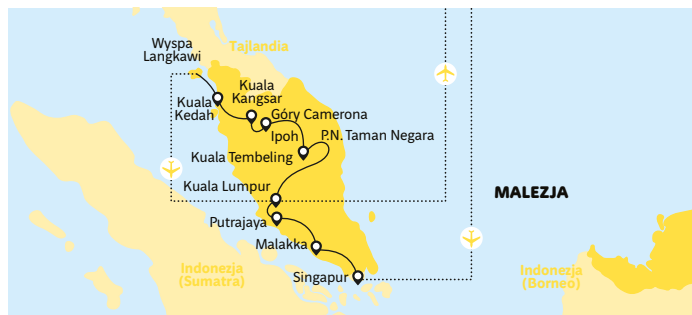 Wyspa
Langkawi
Tajlandia
Kuala
Kangsar
Kuala
Kedah
Góry Camerona
Ipoh
P.N. Taman Negara
Kuala Tembeling
Kuala Lumpur
MALEZJA
Putrajaya
Malakka
Singapur
Indonezja
(Sumatra)
Indonezja
(Borneo)